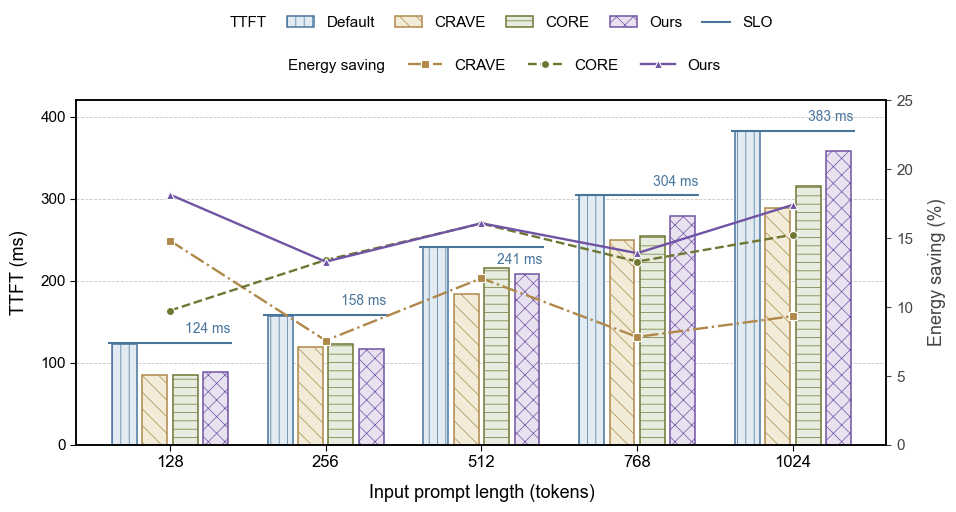 TTFT Default CRAVE CORE Ours SLO
Energy saving CRAVE CORE Ours
TTFT (ms)
400
300
200
100
0
124 ms
158 ms
241 ms
304 ms
383 ms
25
20
15
10
5
0
Energy saving (%)
128 256 512 768 1024
Input prompt length (tokens)